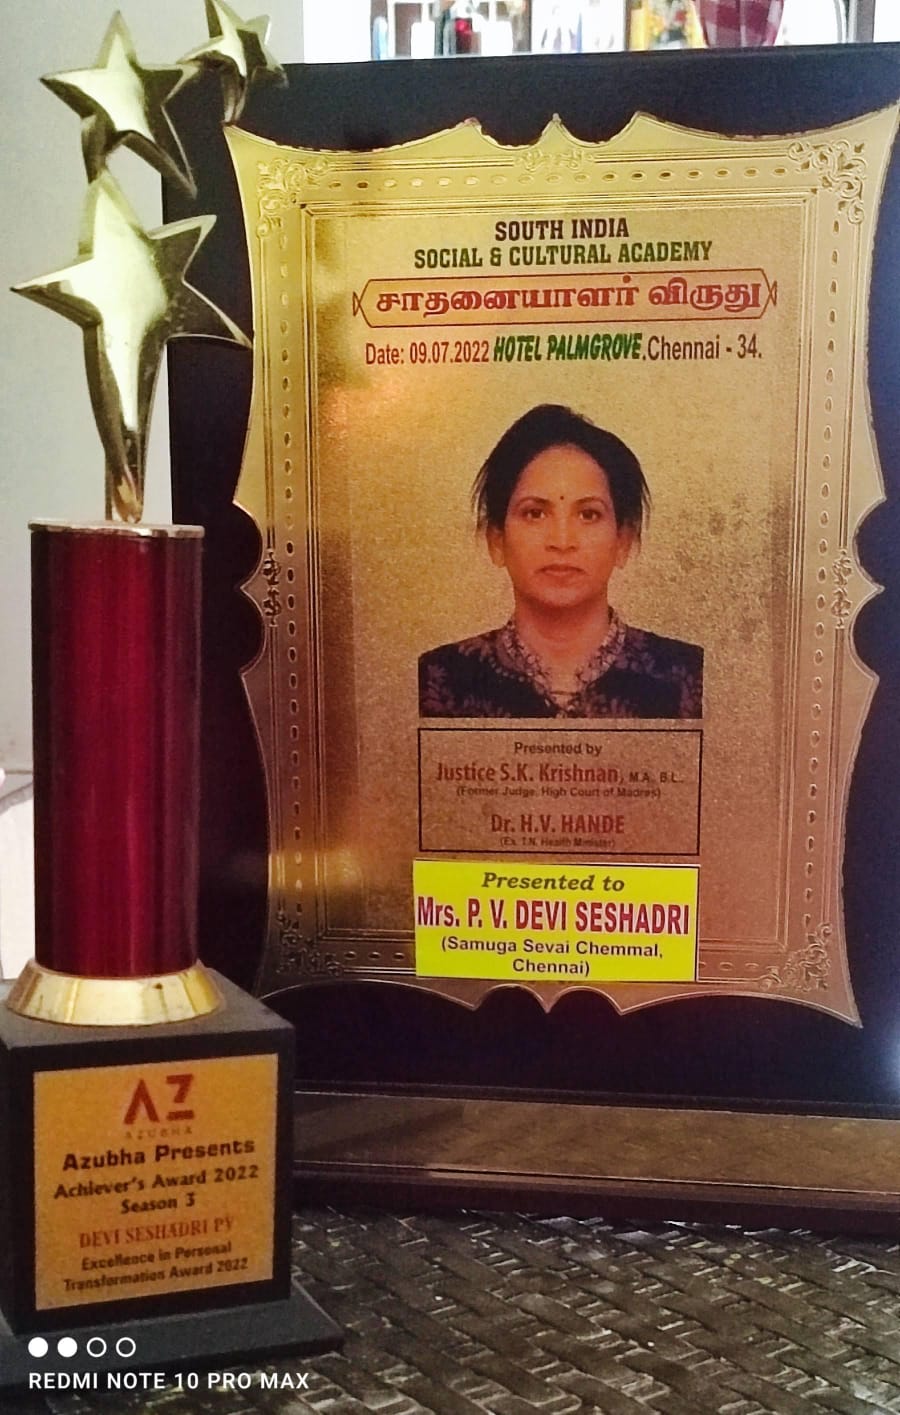 SOUTH INDIA
SOCIAL & CULTURAL ACADEMY
சாதனையாளர் விருது
Date: 09.07.2022 HOTEL PALMGROVE, Chennai - 34.
Presented by
Justice S.K. Krishnan, M.A., B.L.,
(Former Judge, High Court of Madres)
Dr. H.V. HANDE
(Ex. T.N. Health Minister)
Presented to
Mrs. P. V. DEVI SESHADRI
(Samuga Sevai Chemmal,
Chennai)
AZ
AZUBHA
Azubha Presents
Achiever's Award 2022
Season 3
DEVI SESHADRI PV
Excellence in Personal
Transformation Award 2022
REDMI NOTE 10 PRO MAX